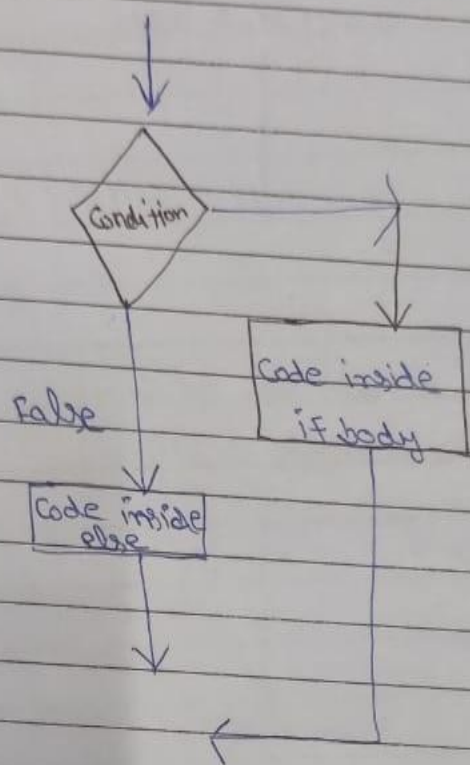 Condition
Code inside
if body
False
Code inside
else